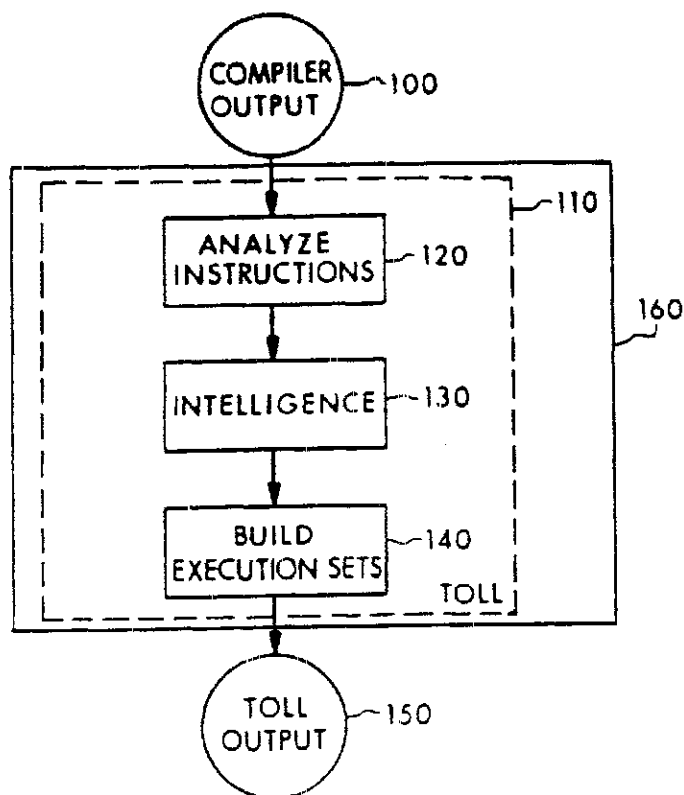 COMPILER
OUTPUT
100
110
ANALYZE
INSTRUCTIONS
120
160
INTELLIGENCE
130
BUILD
EXECUTION SETS
140
TOLL
TOLL
OUTPUT
150